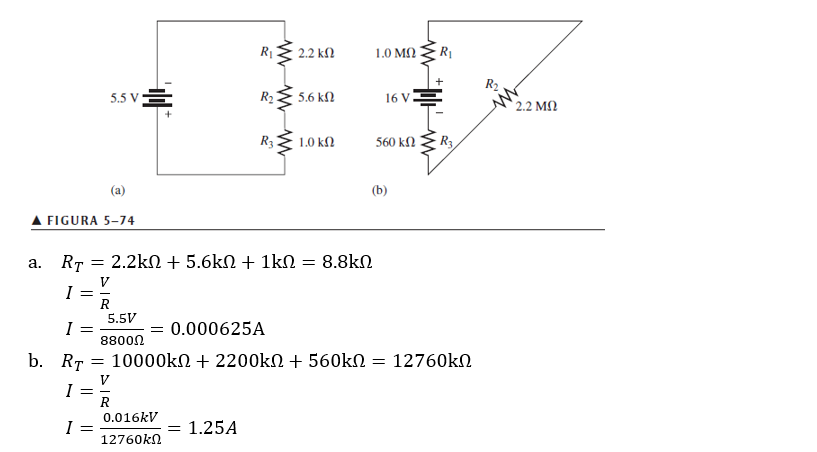 R1 2.2 kΩ 1.0 MΩ R1
+
5.5 V R2 5.6 kΩ 16 V R2 2.2 MΩ
+
R3 1.0 kΩ 560 kΩ R3
(a) (b)
▲ FIGURA 5–74
a. R_T = 2.2kΩ + 5.6kΩ + 1kΩ = 8.8kΩ
I = V/R
I = 5.5V/8800Ω = 0.000625A
b. R_T = 10000kΩ + 2200kΩ + 560kΩ = 12760kΩ
I = V/R
I = 0.016kV/12760kΩ = 1.25A